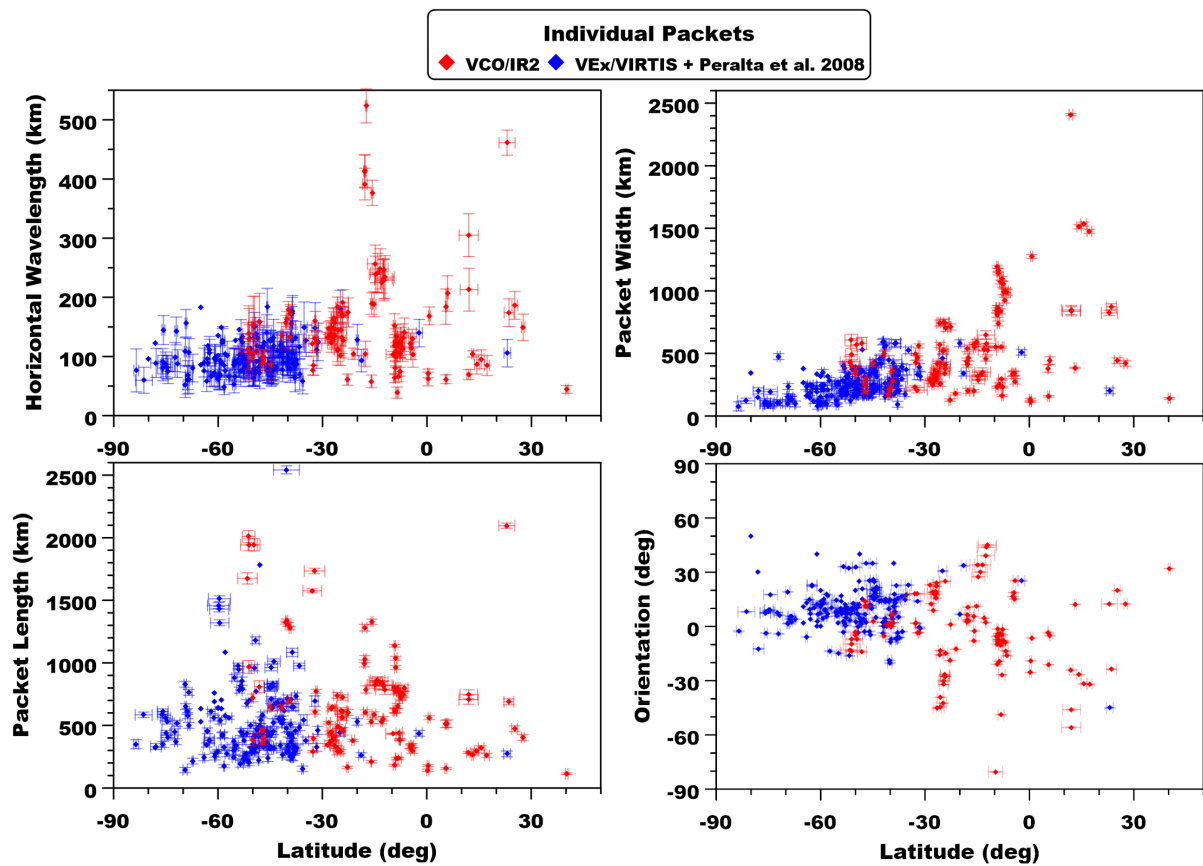 Individual Packets
VCO/IR2 VEx/VIRTIS + Peralta et al. 2008
Horizontal Wavelength (km)
500
400
300
200
100
0
-90 -60 -30 0 30
Packet Width (km)
2500
2000
1500
1000
500
0
-90 -60 -30 0 30
Packet Length (km)
2500
2000
1500
1000
500
0
-90 -60 -30 0 30
Latitude (deg)
Orientation (deg)
90
60
30
0
-30
-60
-90
-90 -60 -30 0 30
Latitude (deg)